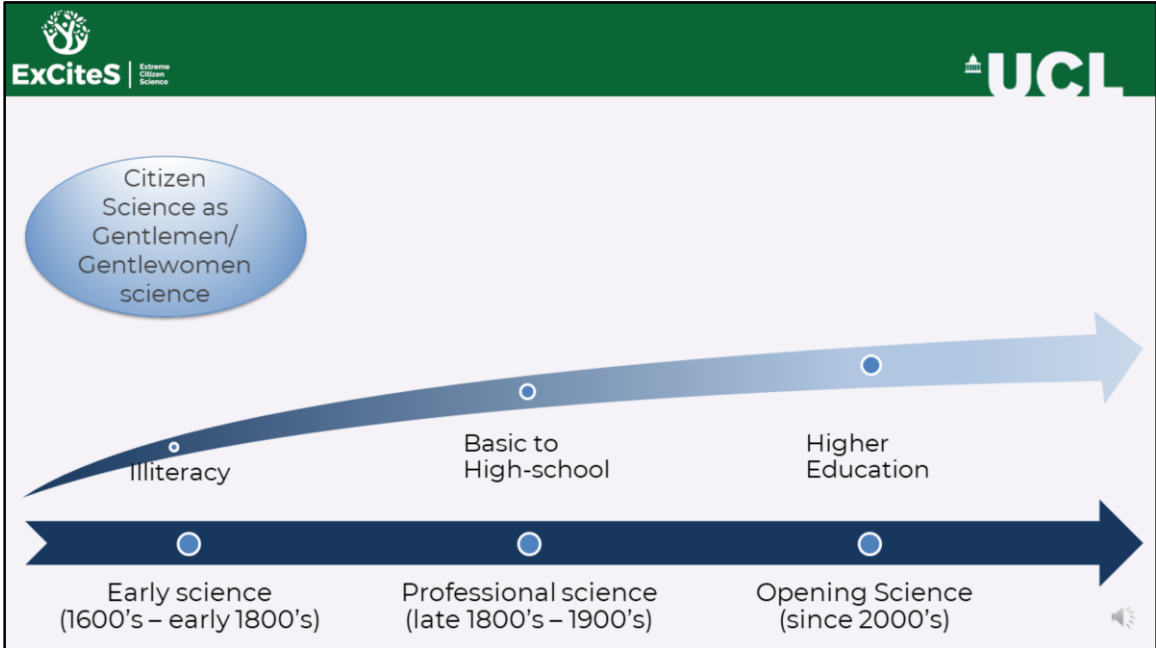 ExCiteS
Extreme
Citizen
Science
UCL
Citizen
Science as
Gentlemen/
Gentlewomen
science
Illiteracy
Basic to
High-school
Higher
Education
Early science
(1600's – early 1800's)
Professional science
(late 1800's – 1900's)
Opening Science
(since 2000's)